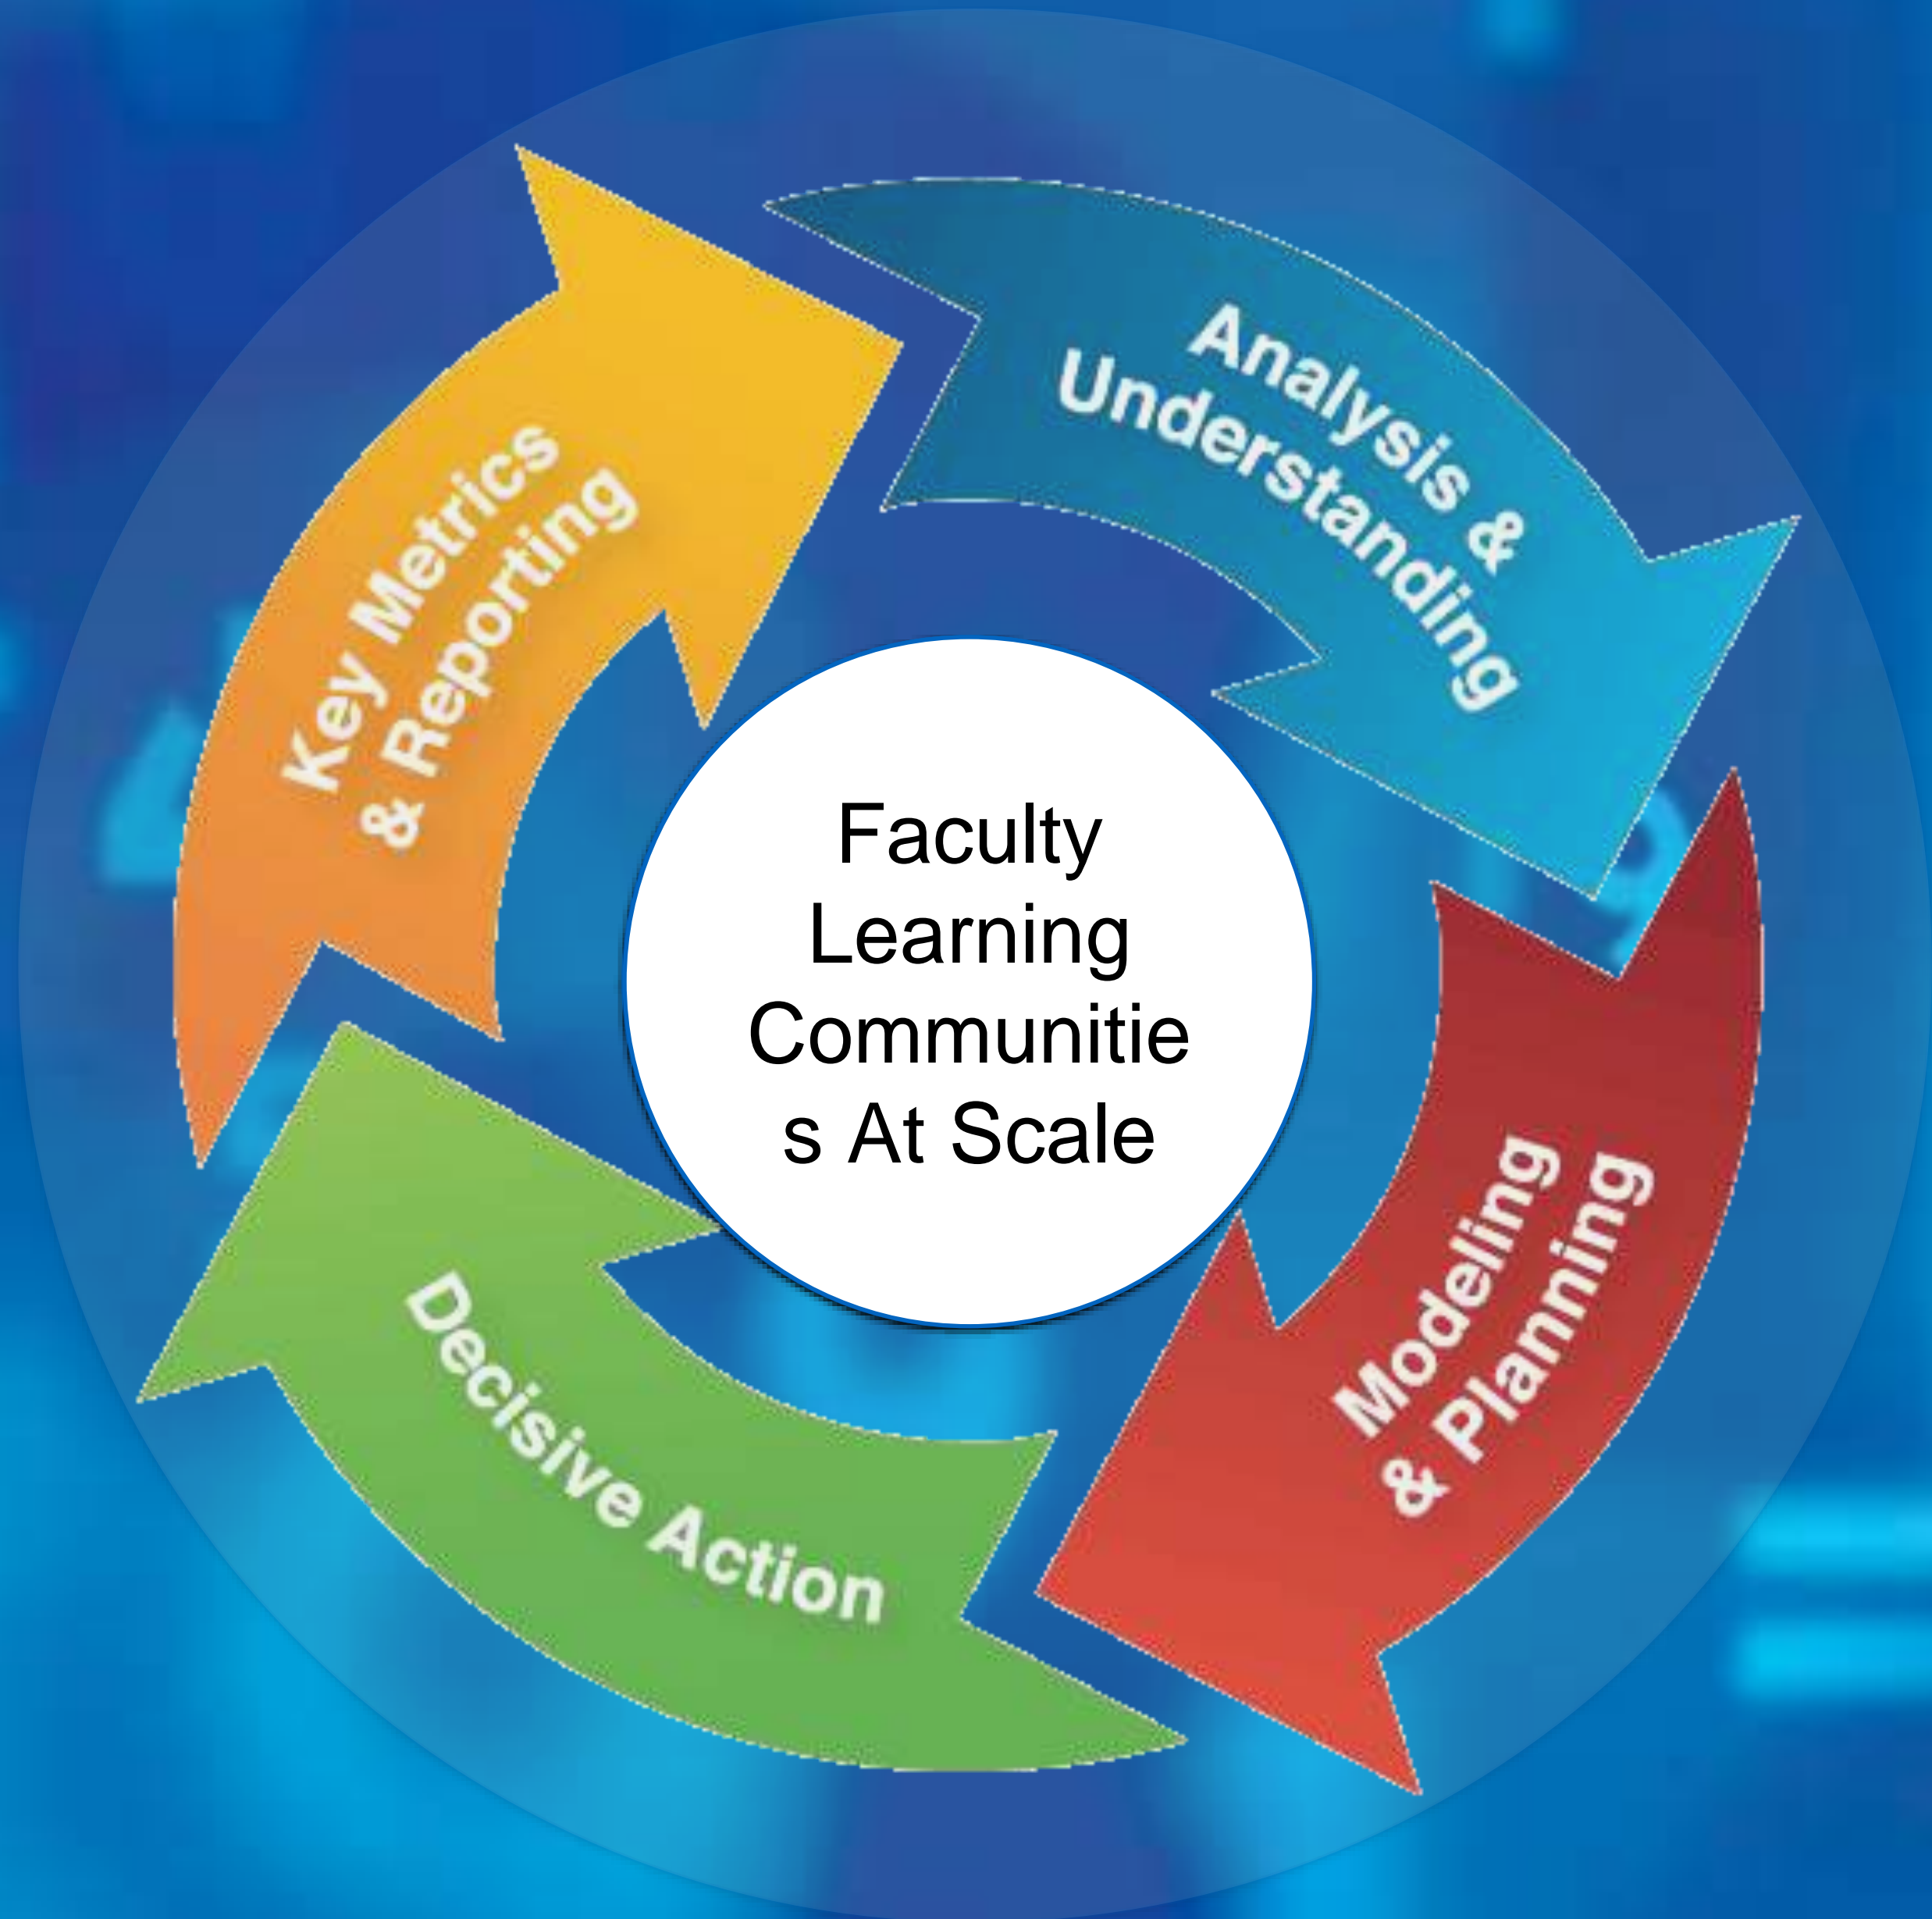 Key Metrics
& Reporting
Analysis &
Understanding
Faculty
Learning
Communitie
s At Scale
Modeling
& Planning
Decisive Action